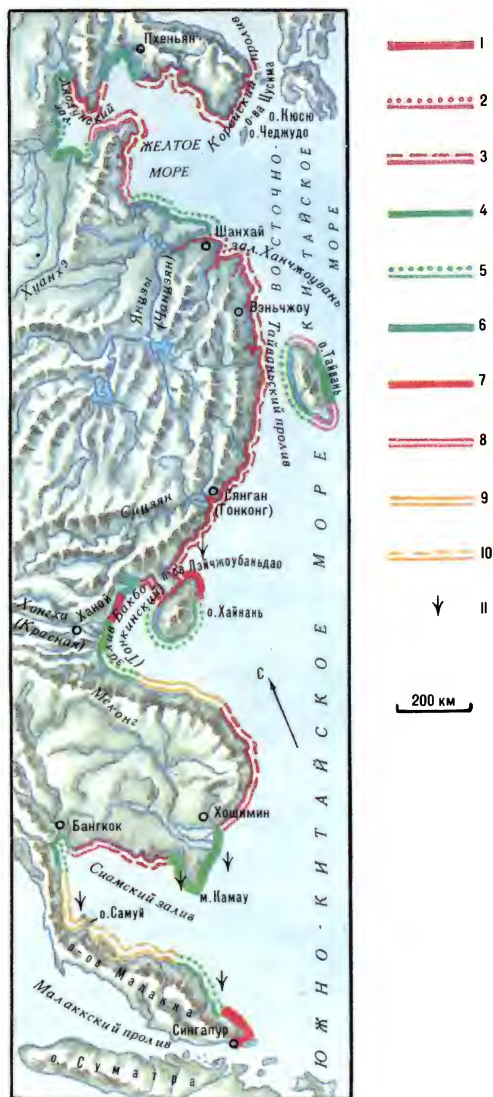 Пхеньян
Корейский пролив
о-ва Цусима
о. Кюсю
о. Чеджудо
Ляодунский
зал.
ЖЕЛТОЕ
МОРЕ
ВОСТОЧНО-
КИТАЙСКОЕ
МОРЕ
Шанхай
зал. Ханчжоувань
Хуанхэ
Янцзы
(Чанцзян)
Вэньчжоу
Тайваньский пролив
о. Тайвань
Сицзян
Сянган
(Гонконг)
п-ов Лэйчжоубаньдао
о. Хайнань
Залив Бакбо
(Тонкинский)
Ханой
Хонгха
(Красная)
Меконг
С
Хошимин
Бангкок
м. Камау
Сиамский залив
о. Самуй
п-ов Малакка
Малаккский пролив
Сингапур
о. Суматра
ЮЖНО-КИТАЙСКОЕ МОРЕ
1
2
3
4
5
6
7
8
9
10
11
200 км